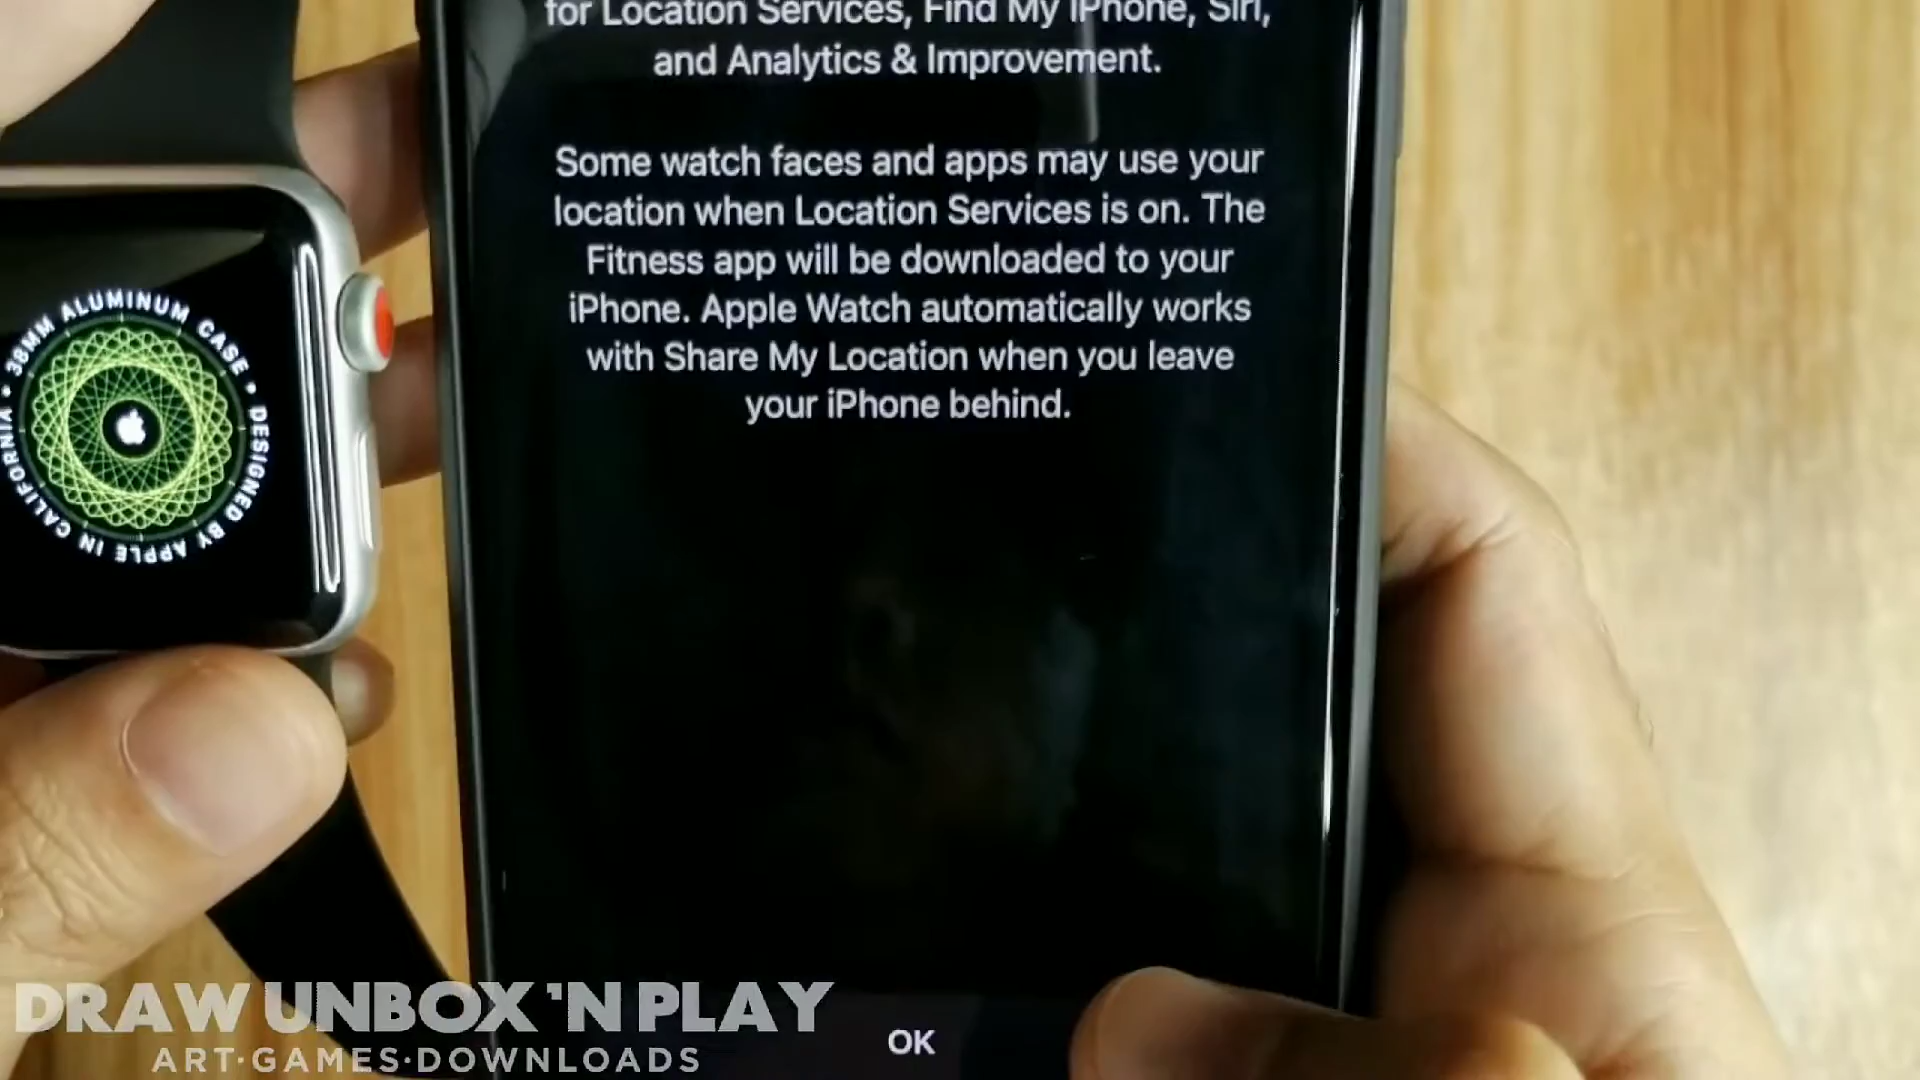 for Location Services, Find My iPhone, Siri,
and Analytics & Improvement.
Some watch faces and apps may use your
location when Location Services is on. The
Fitness app will be downloaded to your
iPhone. Apple Watch automatically works
with Share My Location when you leave
your iPhone behind.
OK
38MM ALUMINUM CASE • DESIGNED BY APPLE IN CALIFORNIA •
DRAW UNBOX 'N PLAY
ART·GAMES·DOWNLOADS